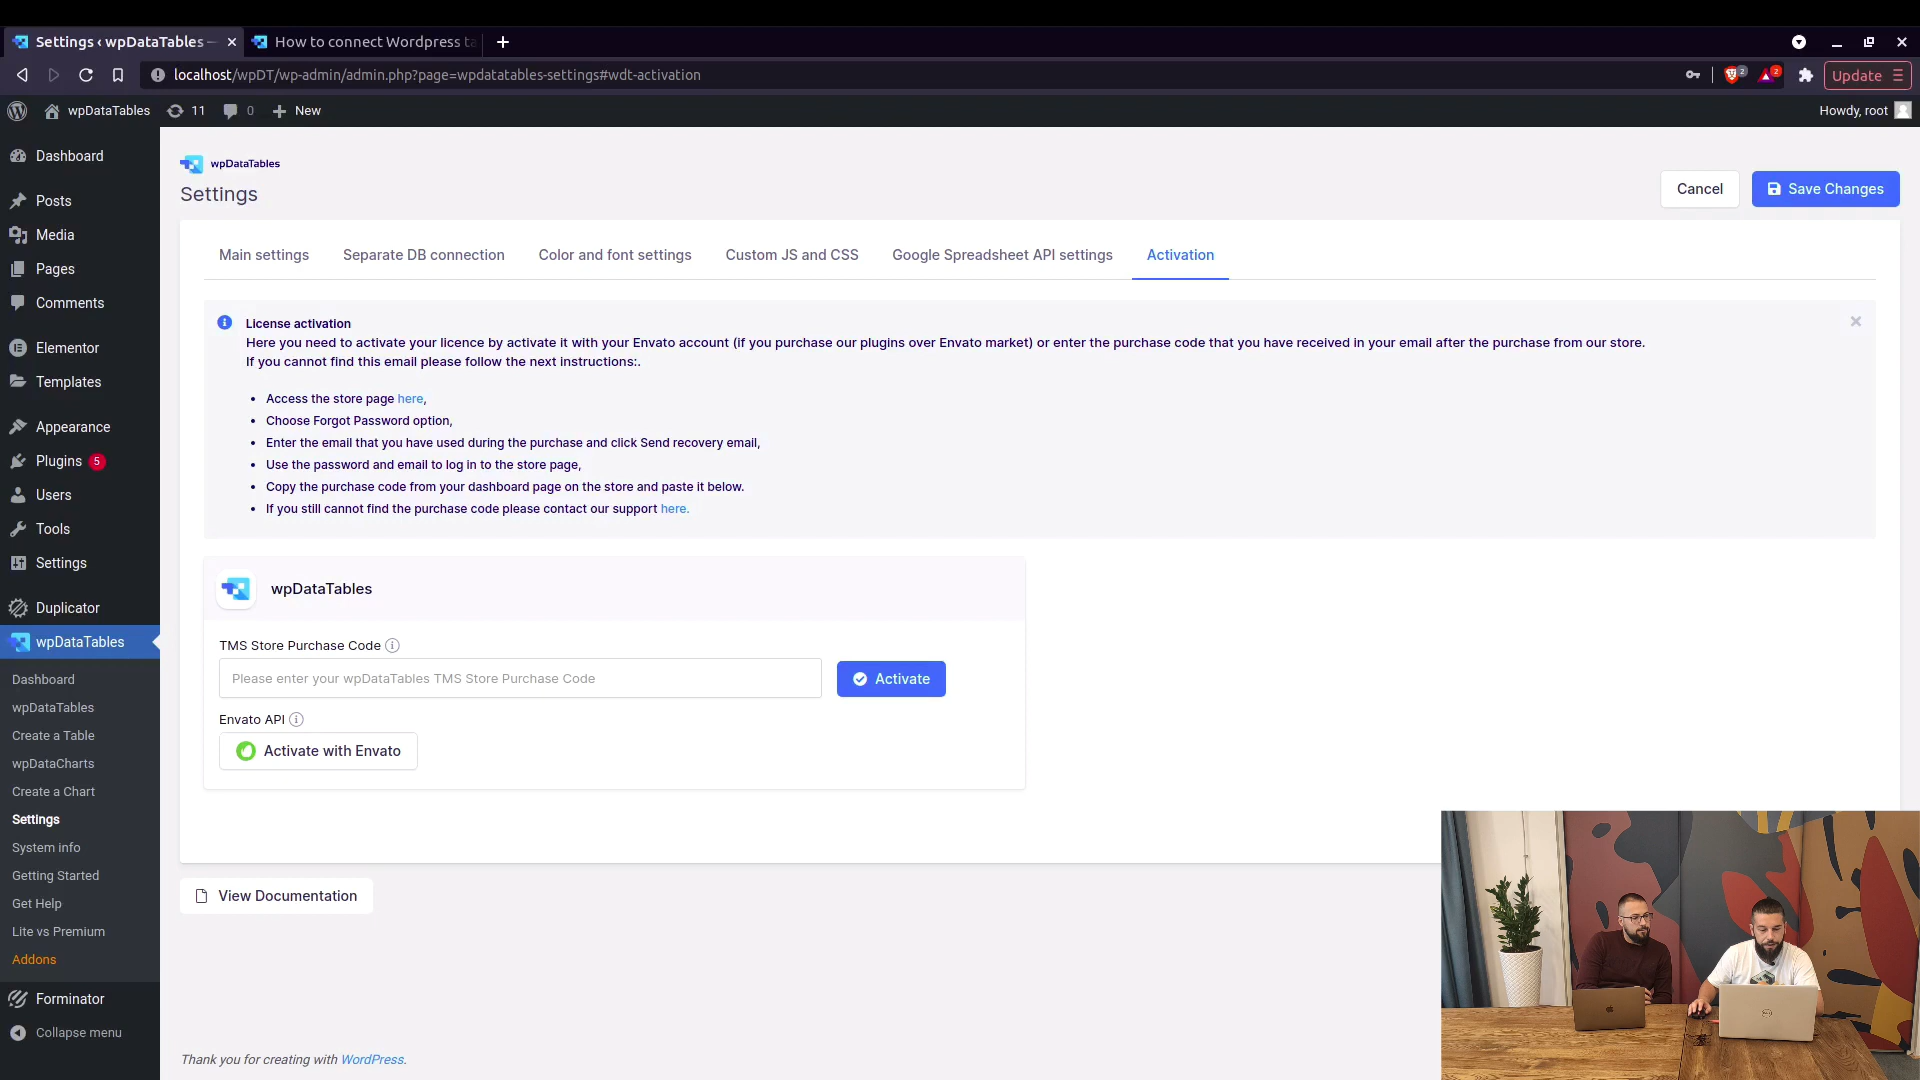 Settings ‹ wpDataTables —
How to connect Wordpress ta
localhost/wpDT/wp-admin/admin.php?page=wpdatatables-settings#wdt-activation
2
2
Update
wpDataTables
11
0
New
Howdy, root
Dashboard
Posts
Media
Pages
Comments
Elementor
Templates
Appearance
Plugins 5
Users
Tools
Settings
Duplicator
wpDataTables
Dashboard
wpDataTables
Create a Table
wpDataCharts
Create a Chart
Settings
System info
Getting Started
Get Help
Lite vs Premium
Addons
Forminator
Collapse menu
wpDataTables
Settings
Cancel
Save Changes
Main settings
Separate DB connection
Color and font settings
Custom JS and CSS
Google Spreadsheet API settings
Activation
License activation
Here you need to activate your licence by activate it with your Envato account (if you purchase our plugins over Envato market) or enter the purchase code that you have received in your email after the purchase from our store.
If you cannot find this email please follow the next instructions:.
• Access the store page here,
• Choose Forgot Password option,
• Enter the email that you have used during the purchase and click Send recovery email,
• Use the password and email to log in to the store page,
• Copy the purchase code from your dashboard page on the store and paste it below.
• If you still cannot find the purchase code please contact our support here.
wpDataTables
TMS Store Purchase Code
Please enter your wpDataTables TMS Store Purchase Code
Activate
Envato API
Activate with Envato
View Documentation
Thank you for creating with WordPress.